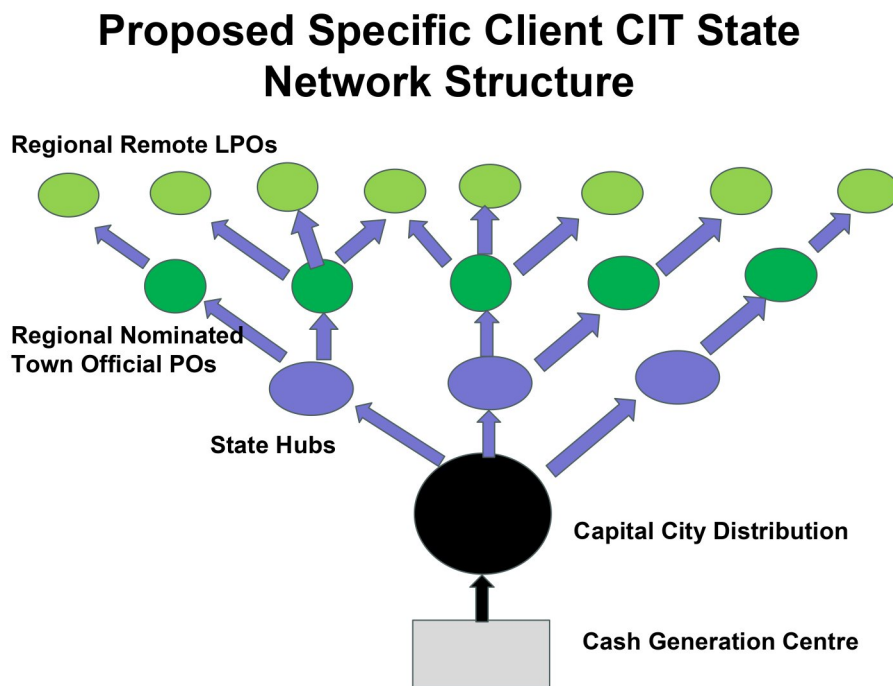 Proposed Specific Client CIT State
Network Structure
Regional Remote LPOs
Regional Nominated
Town Official POs
State Hubs
Capital City Distribution
Cash Generation Centre